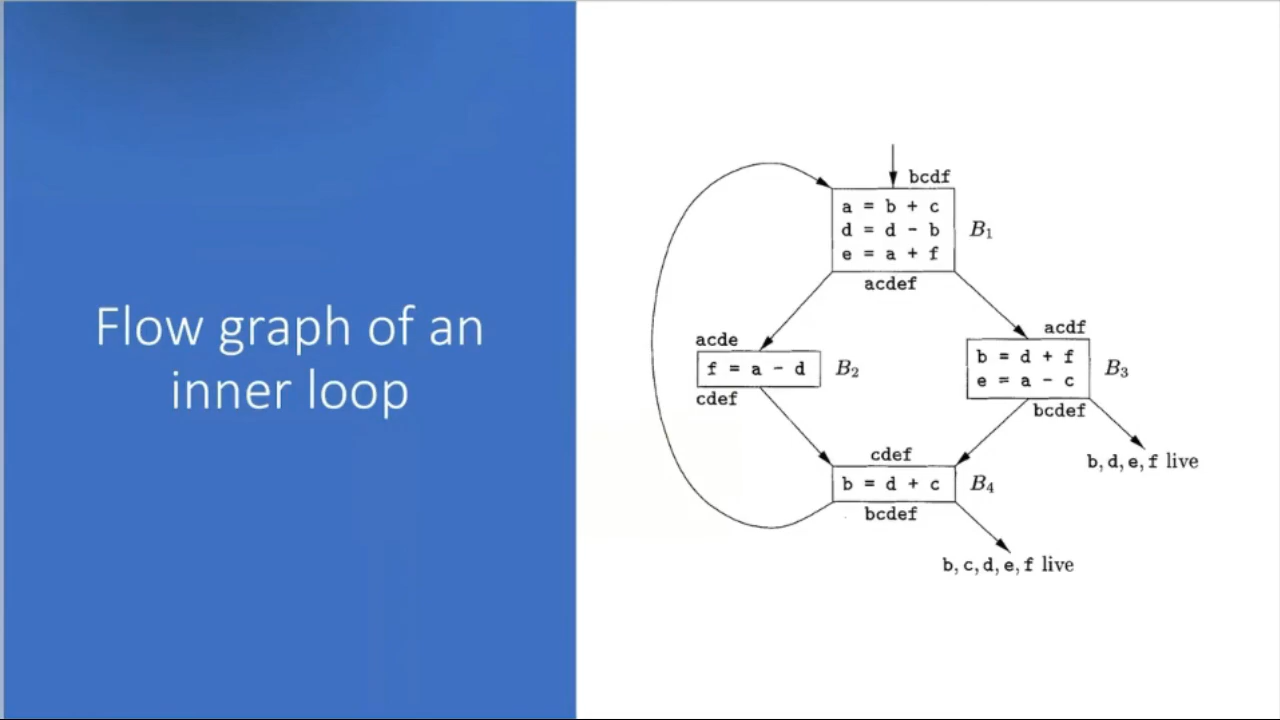 Flow graph of an
inner loop
bcdf
a = b + c
d = d - b
e = a + f
B1
acdef
acde
f = a - d
B2
cdef
acdf
b = d + f
e = a - c
B3
bcdef
b, d, e, f live
cdef
b = d + c
B4
bcdef
b, c, d, e, f live